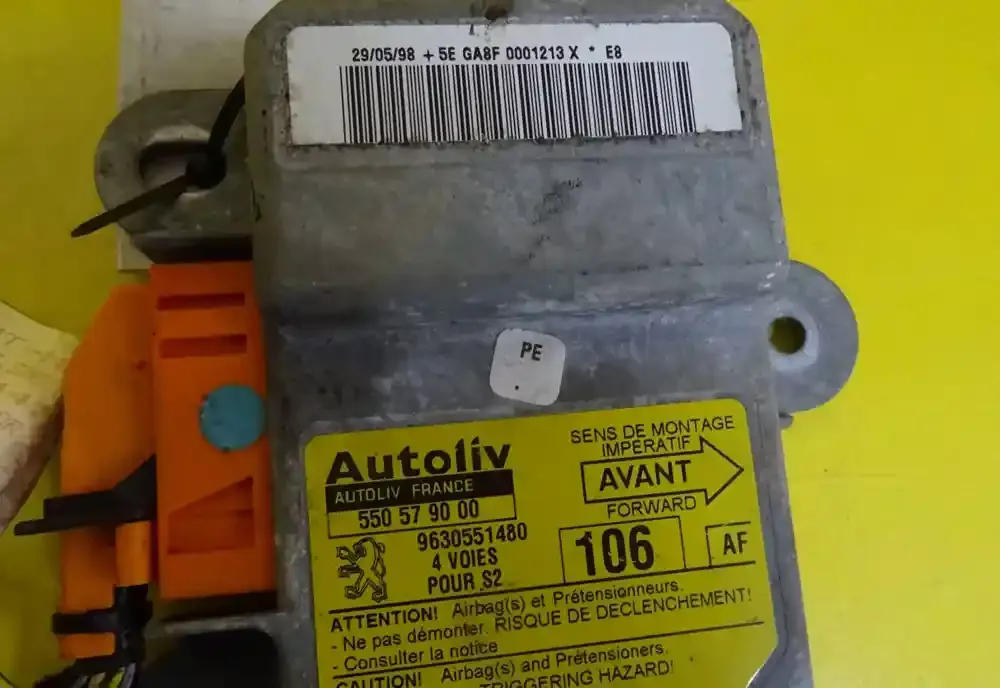 29/05/98 + 5E GA8F 0001213 X * E8
PE
Autoliv
AUTOLIV FRANCE
550 57 90 00
9630551480
4 VOIES
POUR S2
SENS DE MONTAGE
IMPERATIF
AVANT
FORWARD
106
AF
ATTENTION! Airbag(s) et Prétensionneurs.
- Ne pas démonter. RISQUE DE DECLENCHEMENT!
- Consulter la notice
CAUTION! Airbag(s) and Pretensioners.
TRIGGERING HAZARD!